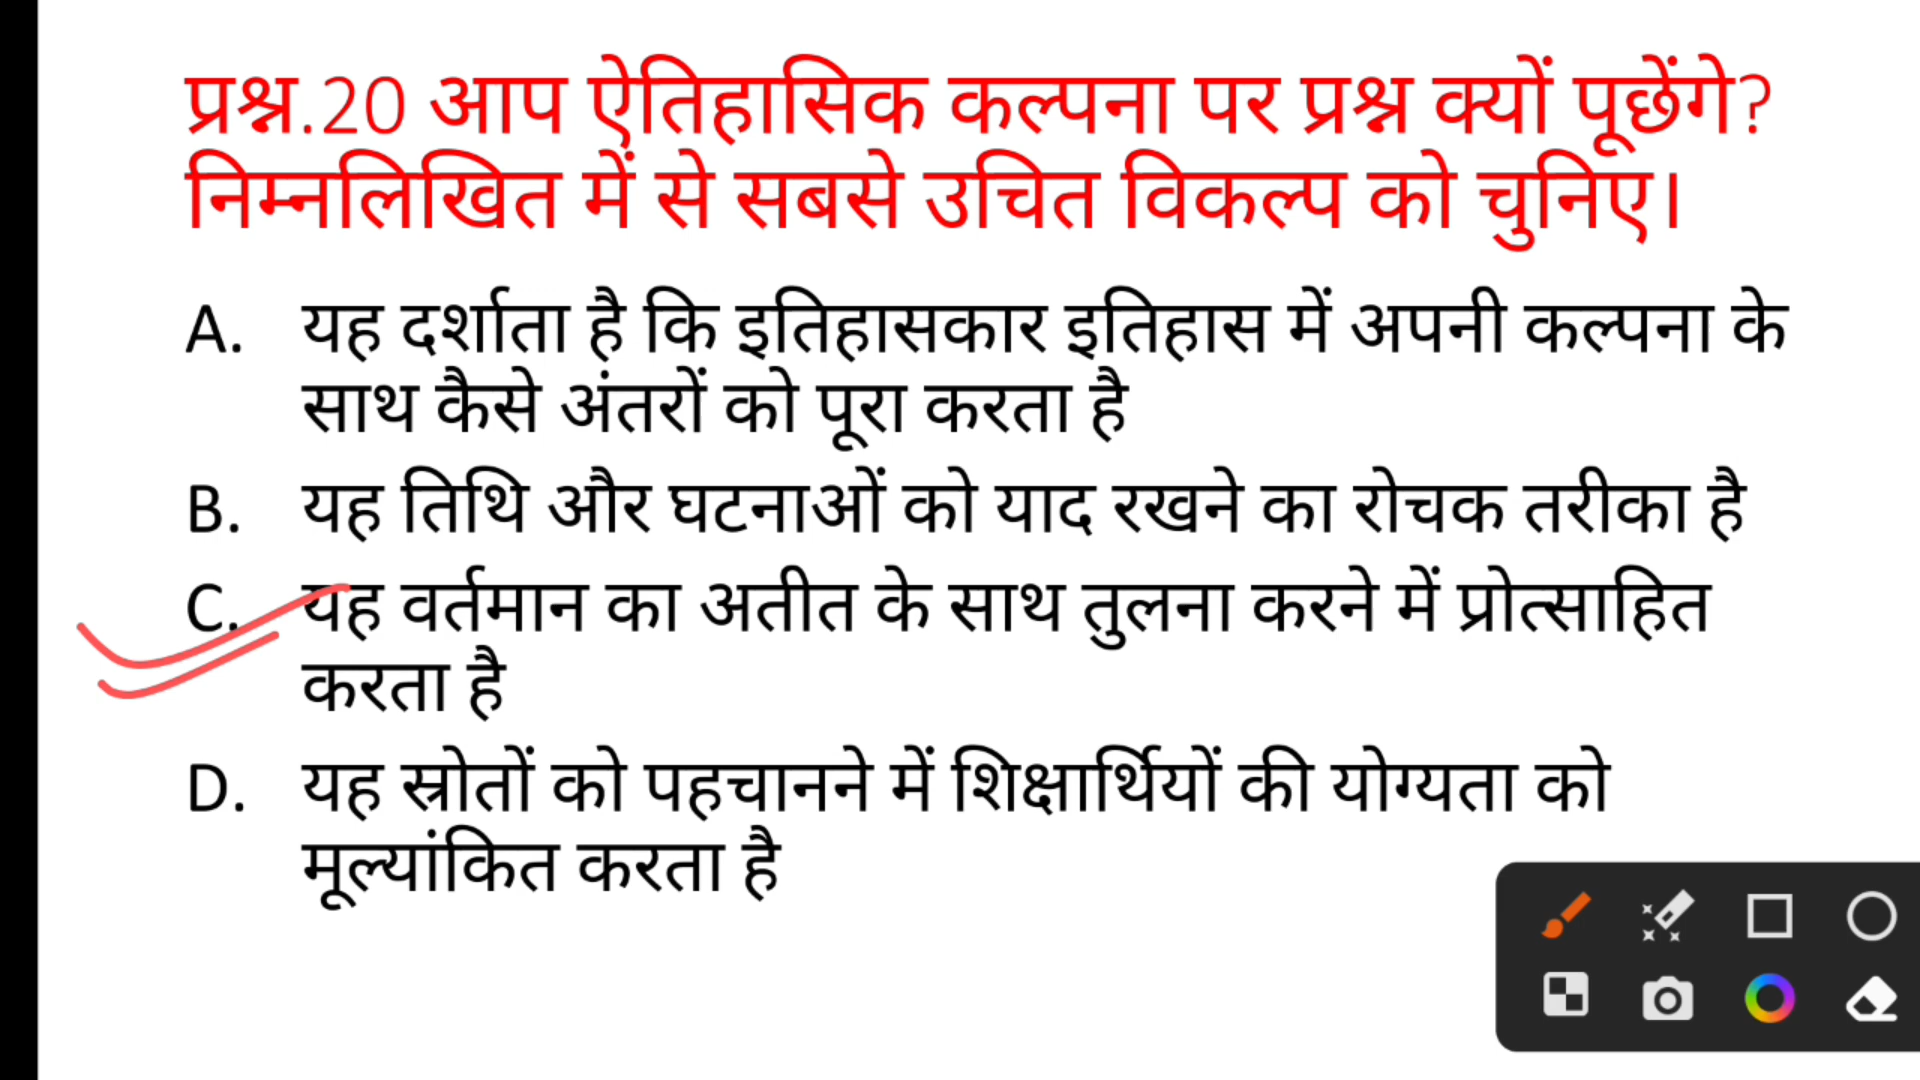 प्रश्न.20 आप ऐतिहासिक कल्पना पर प्रश्न क्यों पूछेंगे?
निम्नलिखित में से सबसे उचित विकल्प को चुनिए।
A. यह दर्शाता है कि इतिहासकार इतिहास में अपनी कल्पना के
साथ कैसे अंतरों को पूरा करता है
B. यह तिथि और घटनाओं को याद रखने का रोचक तरीका है
C. यह वर्तमान का अतीत के साथ तुलना करने में प्रोत्साहित
करता है
D. यह स्रोतों को पहचानने में शिक्षार्थियों की योग्यता को
मूल्यांकित करता है